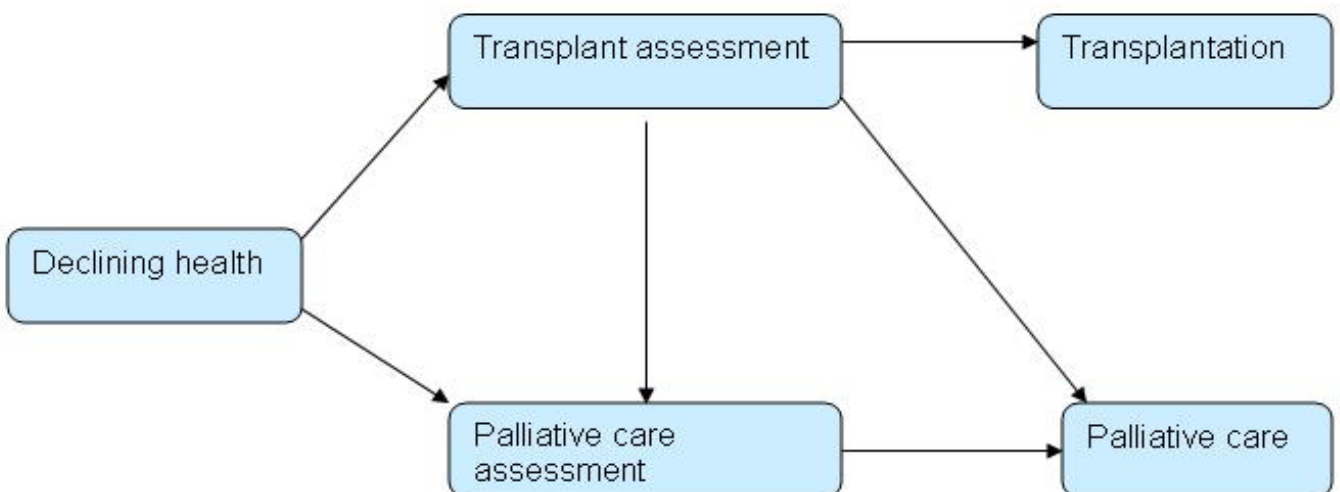 Transplant assessment
Transplantation
Declining health
Palliative care
assessment
Palliative care